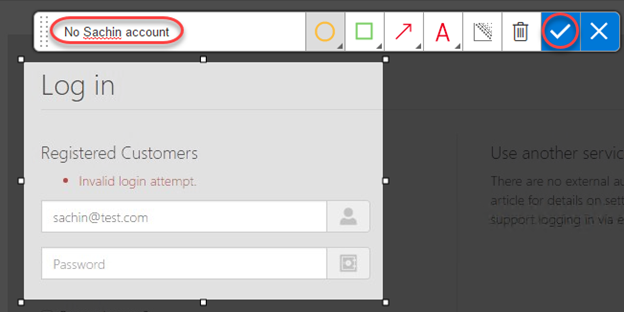 No Sachin account
A
Log in
Registered Customers
Invalid login attempt.
sachin@test.com
Password
Use another servic
There are no external au
article for details on sett
support logging in via e